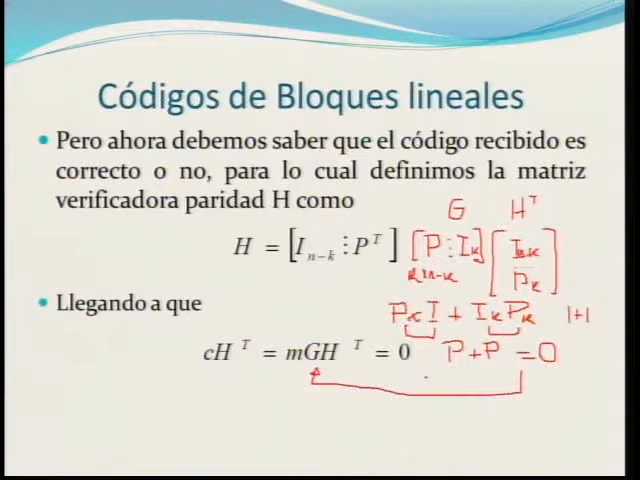 Códigos de Bloques lineales
Pero ahora debemos saber que el código recibido es
correcto o no, para lo cual definimos la matriz
verificadora paridad H como
G H^T
H = [I_{n-k} ⋮ P^T] [P ⋮ I_k]
P_k
Llegando a que
I + I_k P_k 1+1
cH^T = mGH^T = 0 P+P = 0